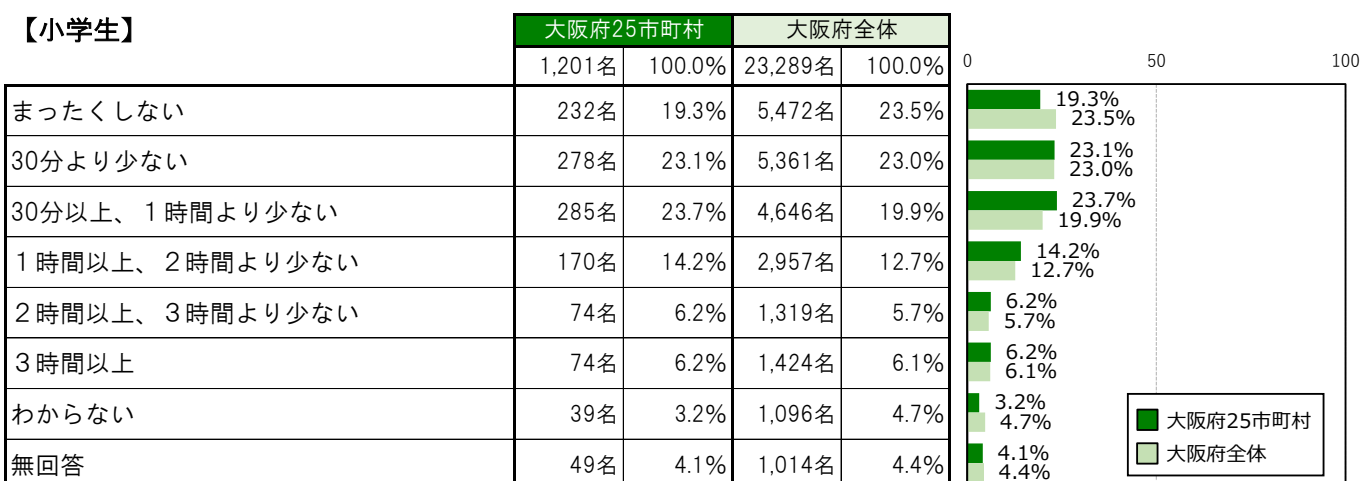 【小学生】 大阪府25市町村 大阪府全体
1,201名 100.0% 23,289名 100.0% 0 50 100
まったくしない 232名 19.3% 5,472名 23.5% 19.3%
23.5%
30分より少ない 278名 23.1% 5,361名 23.0% 23.1%
23.0%
30分以上、１時間より少ない 285名 23.7% 4,646名 19.9% 23.7%
19.9%
１時間以上、２時間より少ない 170名 14.2% 2,957名 12.7% 14.2%
12.7%
２時間以上、３時間より少ない 74名 6.2% 1,319名 5.7% 6.2%
5.7%
３時間以上 74名 6.2% 1,424名 6.1% 6.2%
6.1%
わからない 39名 3.2% 1,096名 4.7% 3.2%
4.7% 大阪府25市町村
無回答 49名 4.1% 1,014名 4.4% 4.1%
4.4% 大阪府全体